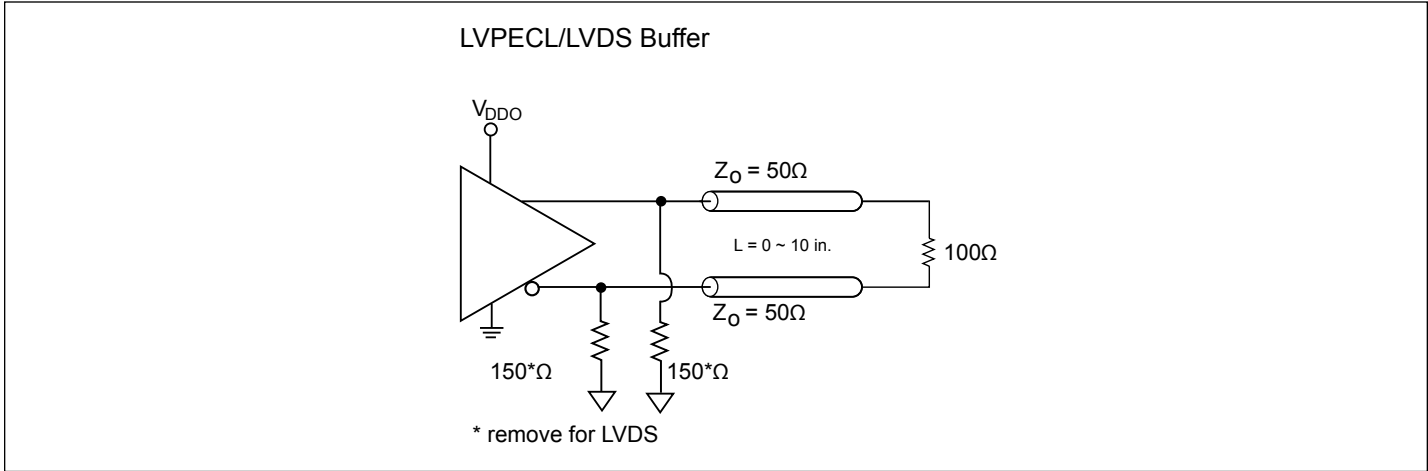 LVPECL/LVDS Buffer
VDDO
Zo = 50Ω
L = 0 ~ 10 in.
100Ω
Zo = 50Ω
150*Ω
150*Ω
* remove for LVDS